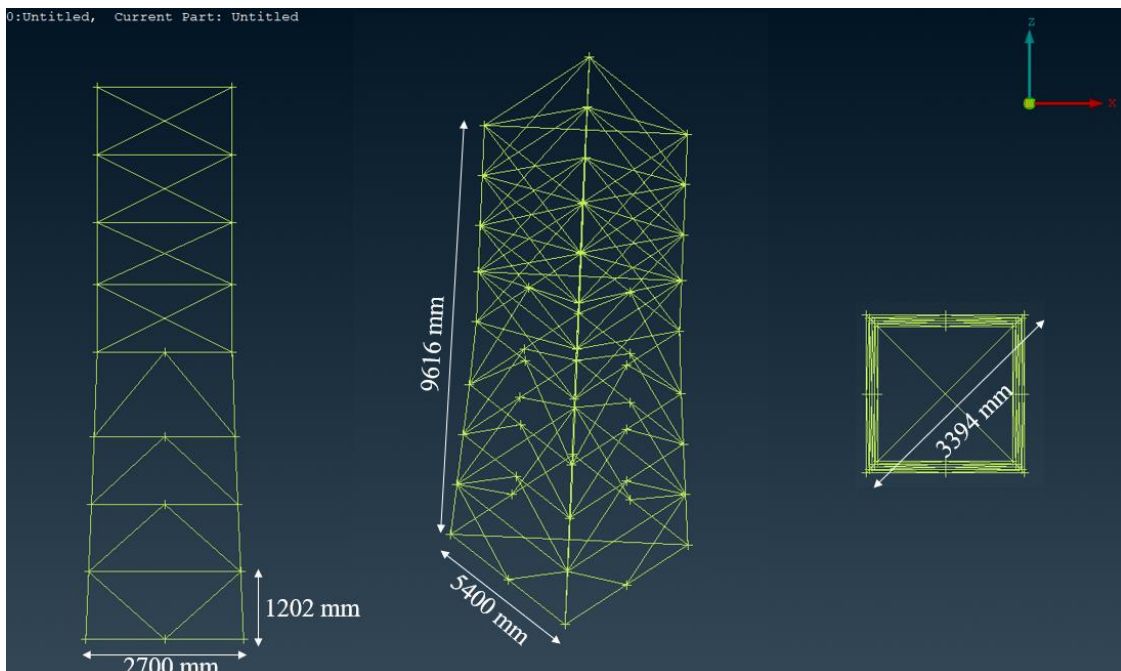 0:Untitled,  Current Part: Untitled
Z
X
9616 mm
3394 mm
5400 mm
1202 mm
2700 mm